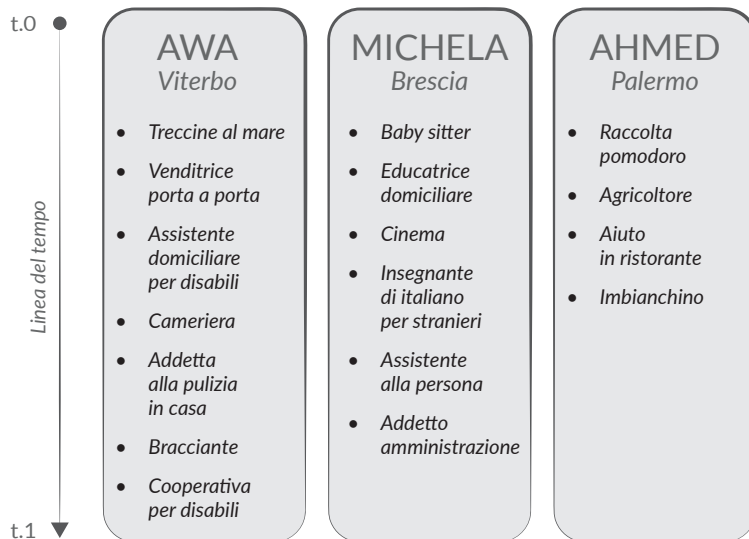 t.0
Linea del tempo
t.1
AWA
Viterbo
• Treccine al mare
• Venditrice
porta a porta
• Assistente
domiciliare
per disabili
• Cameriera
• Addetta
alla pulizia
in casa
• Bracciante
• Cooperativa
per disabili
MICHELA
Brescia
• Baby sitter
• Educatrice
domiciliare
• Cinema
• Insegnante
di italiano
per stranieri
• Assistente
alla persona
• Addetto
amministrazione
AHMED
Palermo
• Raccolta
pomodoro
• Agricoltore
• Aiuto
in ristorante
• Imbianchino